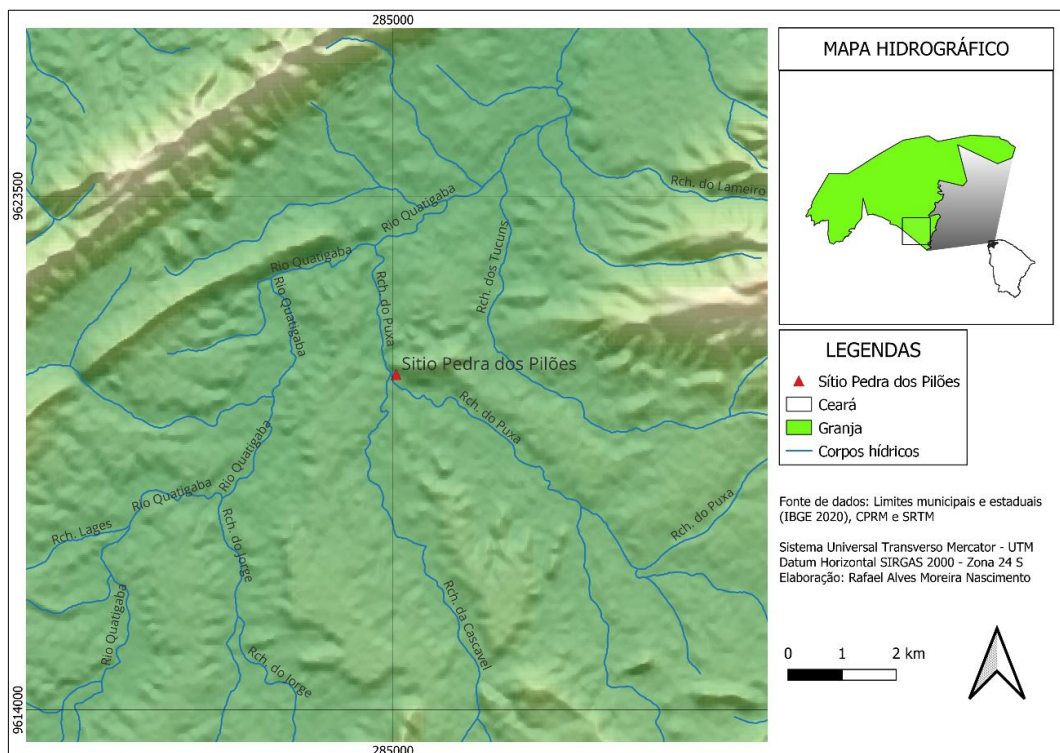 285000
MAPA HIDROGRÁFICO
9623500
Rch. do Lameiro
Rio Quatigaba
Rio Quatigaba
Rch. dos Tucuns
Rio Quatigaba
Rch. do Puxa
Sítio Pedra dos Pilões
Rch. do Puxa
Rio Quatigaba
Rio Quatigaba
Rch. Lages
Rch. do Jorge
Rch. do Puxa
Rio Quatigaba
Rch. da Cascavel
Rch. do Jorge
9614000
285000
LEGENDAS
Sítio Pedra dos Pilões
Ceará
Granja
Corpos hídricos
Fonte de dados: Limites municipais e estaduais
(IBGE 2020), CPRM e SRTM
Sistema Universal Transverso Mercator - UTM
Datum Horizontal SIRGAS 2000 - Zona 24 S
Elaboração: Rafael Alves Moreira Nascimento
0 1 2 km